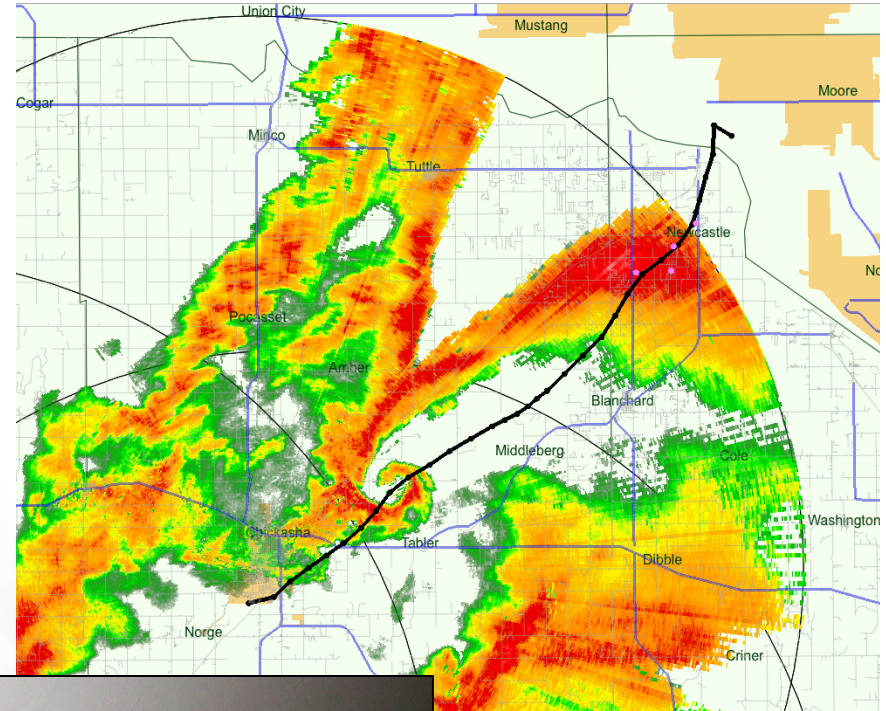 Union City
Mustang
Cogar
Moore
Minco
Tuttle
Newcastle
No
Pocasset
Amber
Blanchard
Middleberg
Cole
Chickasha
Washington
Tabler
Dibble
Norge
Criner